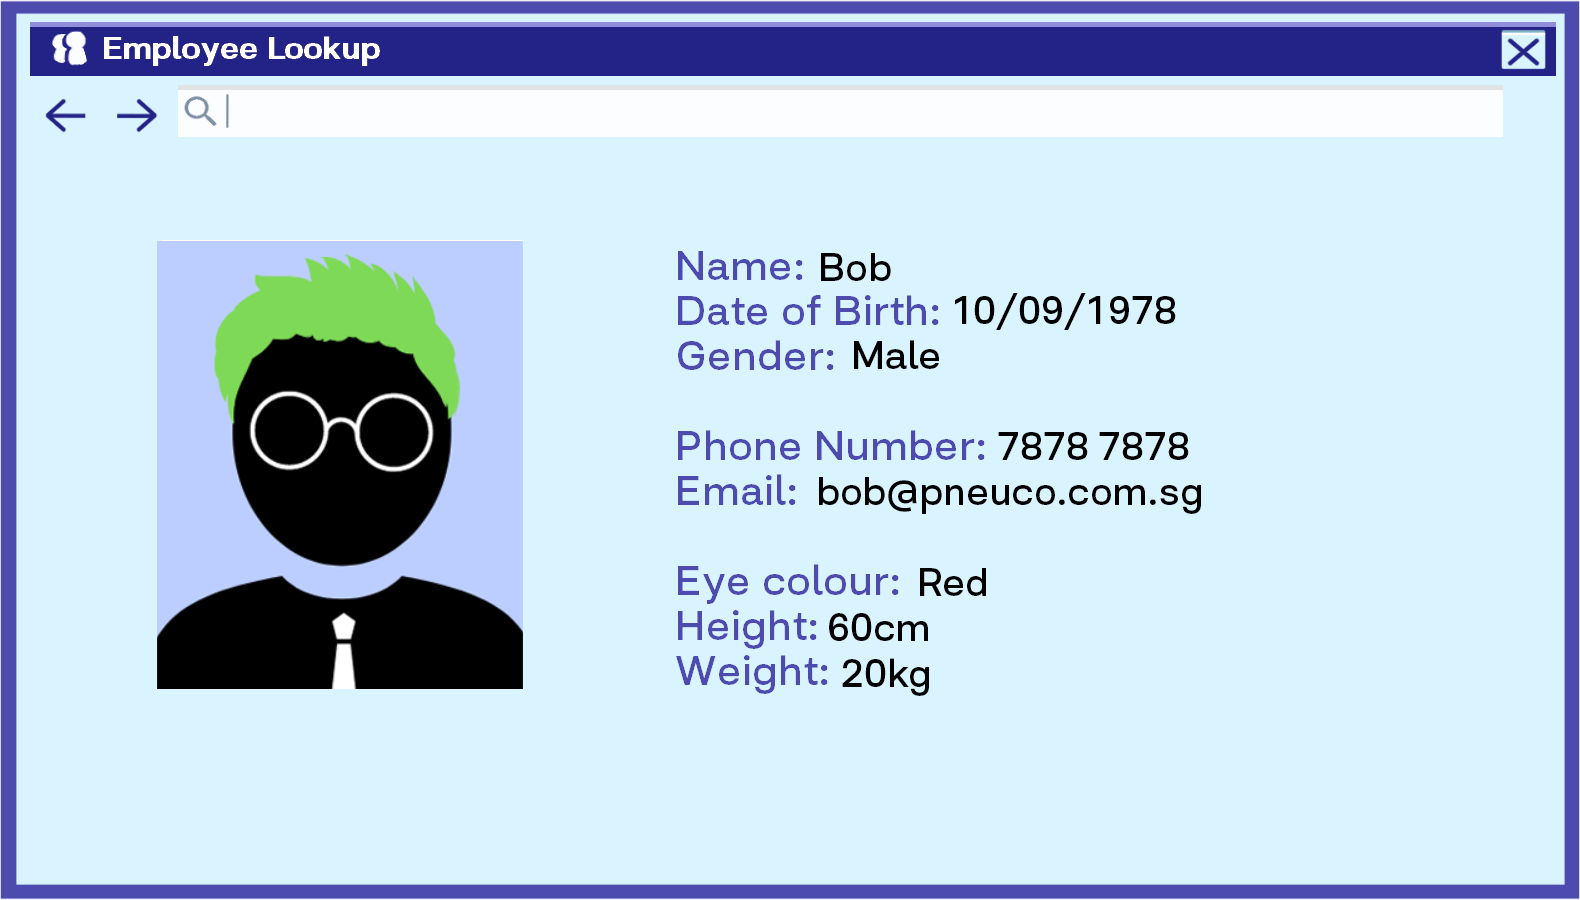 Employee Lookup
Name: Bob
Date of Birth: 10/09/1978
Gender: Male
Phone Number: 7878 7878
Email: bob@pneuco.com.sg
Eye colour: Red
Height: 60cm
Weight: 20kg